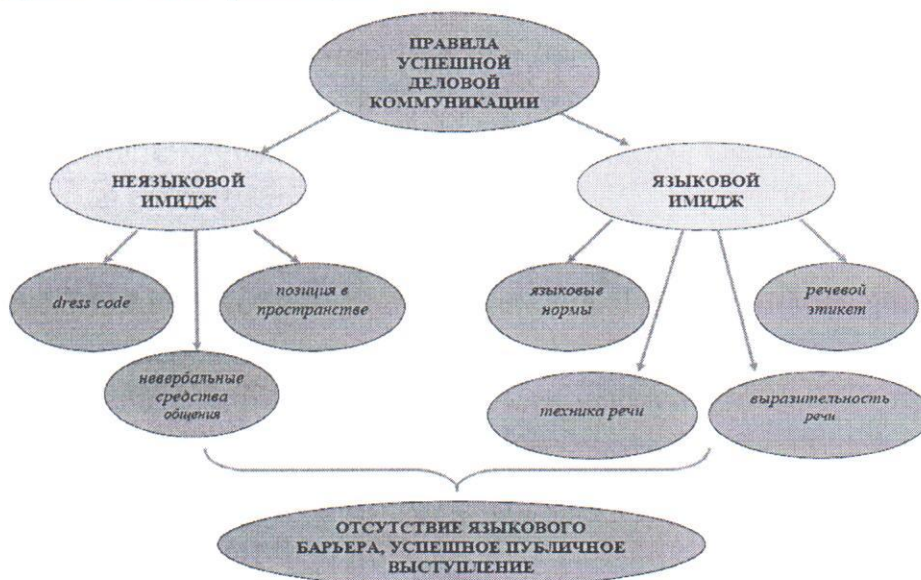 ПРАВИЛА
УСПЕШНОЙ
ДЕЛОВОЙ
КОММУНИКАЦИИ
НЕЯЗЫКОВОЙ
ИМИДЖ
ЯЗЫКОВОЙ
ИМИДЖ
dress code
позиция в
пространстве
невербальные
средства
общения
языковые
нормы
речевой
этикет
техника речи
выразительность
речи
ОТСУТСТВИЕ ЯЗЫКОВОГО
БАРЬЕРА, УСПЕШНОЕ ПУБЛИЧНОЕ
ВЫСТУПЛЕНИЕ